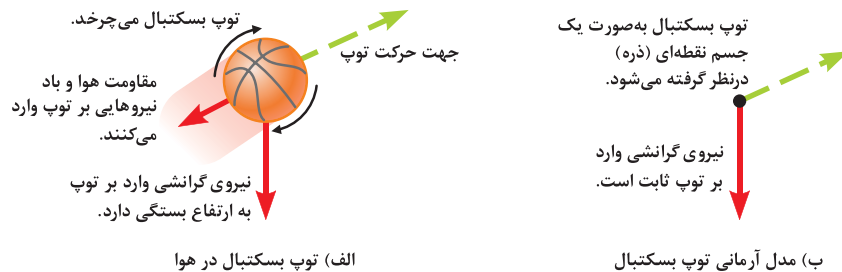 توپ بسکتبال به‌صورت یک
جسم نقطه‌ای (ذره)
درنظر گرفته می‌شود.
نیروی گرانشی وارد
بر توپ ثابت است.
ب) مدل آرمانی توپ بسکتبال
توپ بسکتبال می‌چرخد.
جهت حرکت توپ
مقاومت هوا و باد
نیروهایی بر توپ وارد
می‌کنند.
نیروی گرانشی وارد بر توپ
به ارتفاع بستگی دارد.
الف) توپ بسکتبال در هوا